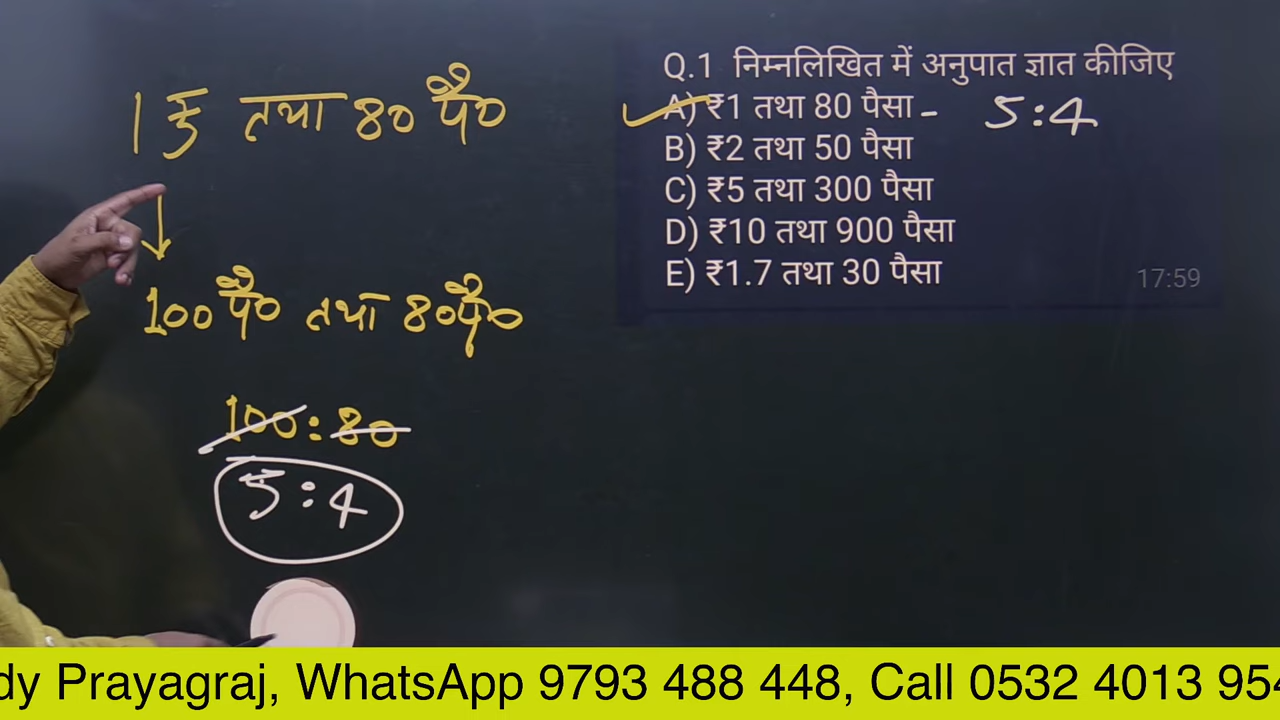 1 रु तथा 80 पै०
100 पै० तथा 80 पै०
100 : 80
5 : 4
Q.1 निम्नलिखित में अनुपात ज्ञात कीजिए
A) ₹1 तथा 80 पैसा - 5:4
B) ₹2 तथा 50 पैसा
C) ₹5 तथा 300 पैसा
D) ₹10 तथा 900 पैसा
E) ₹1.7 तथा 30 पैसा
17:59
dy Prayagraj, WhatsApp 9793 488 448, Call 0532 4013 954